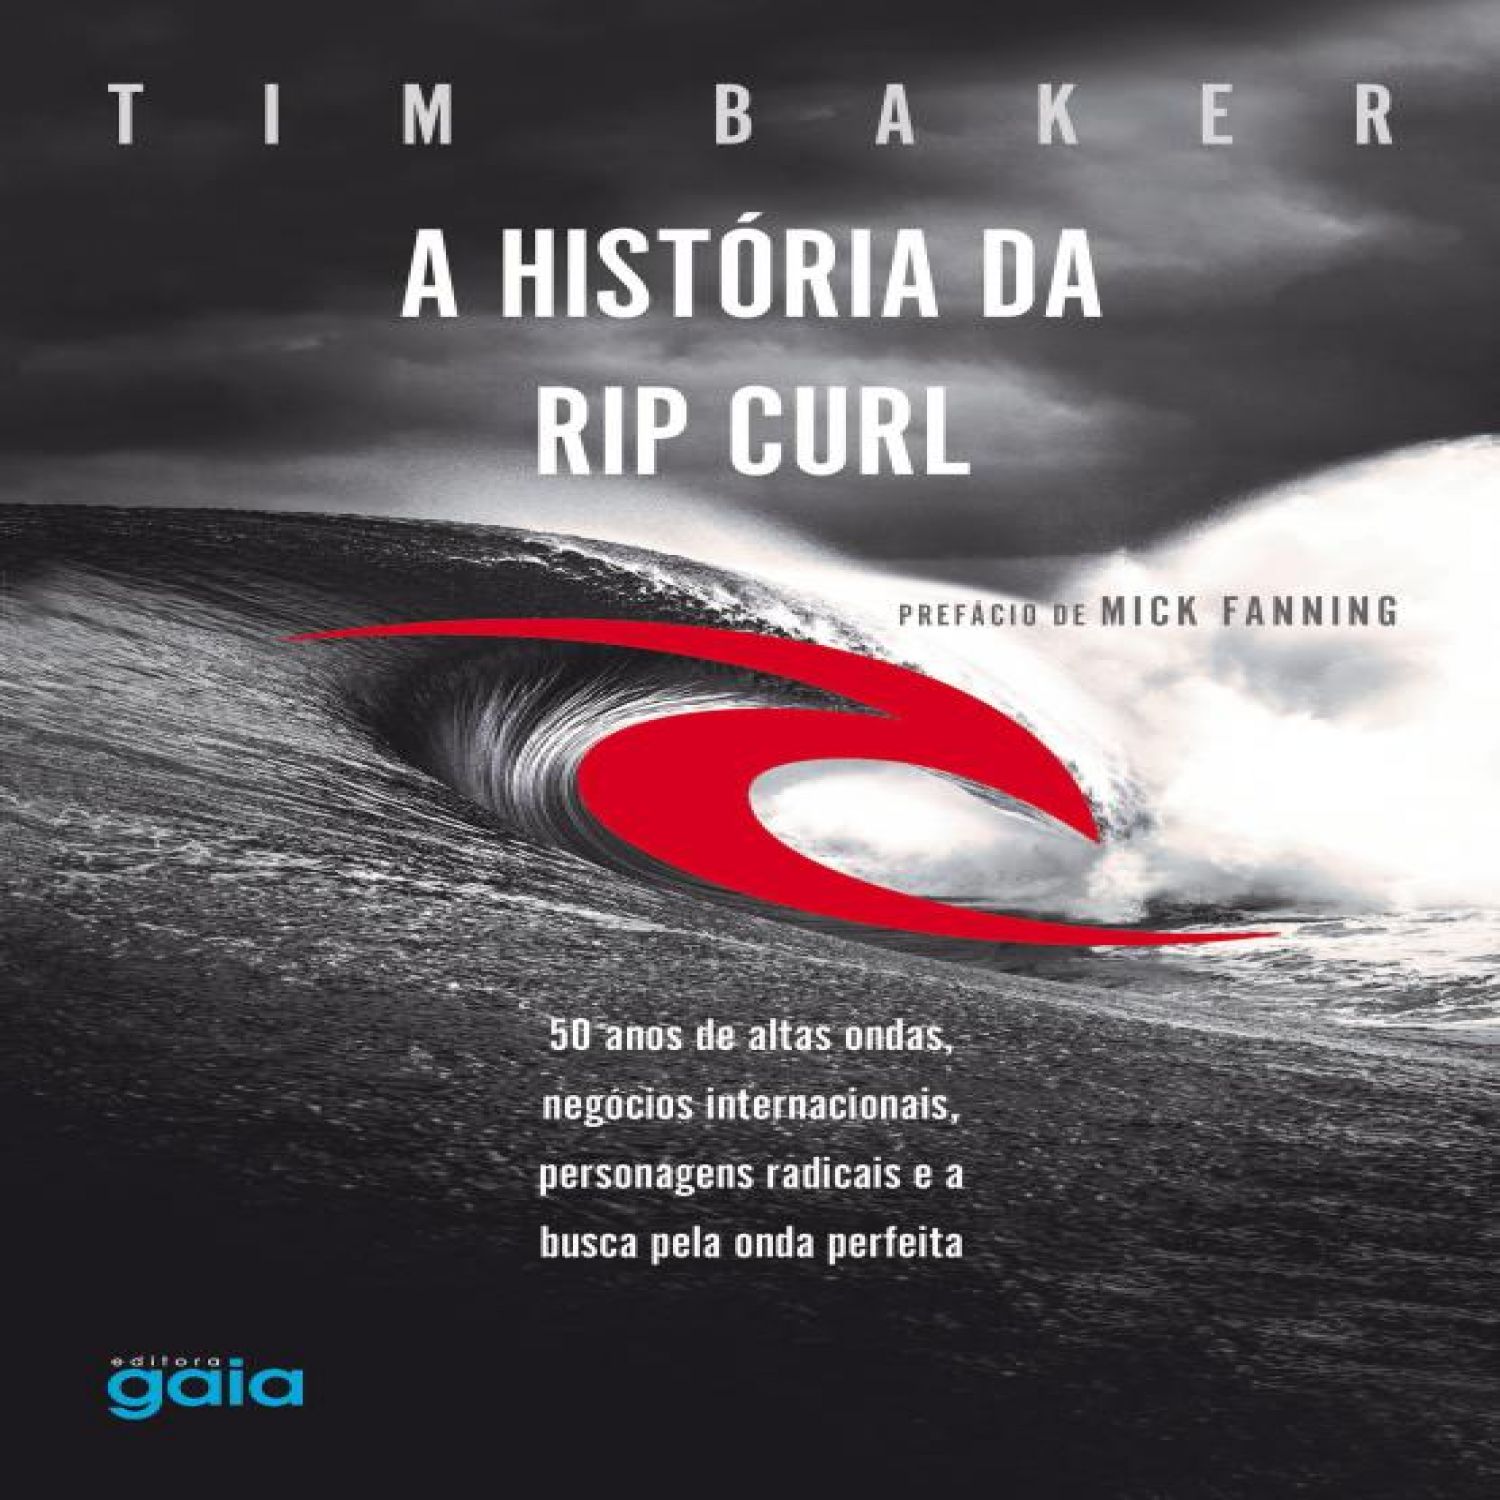 TIM BAKER
A HISTÓRIA DA
RIP CURL
PREFÁCIO DE MICK FANNING
50 anos de altas ondas,
negócios internacionais,
personagens radicais e a
busca pela onda perfeita
editora
gaia